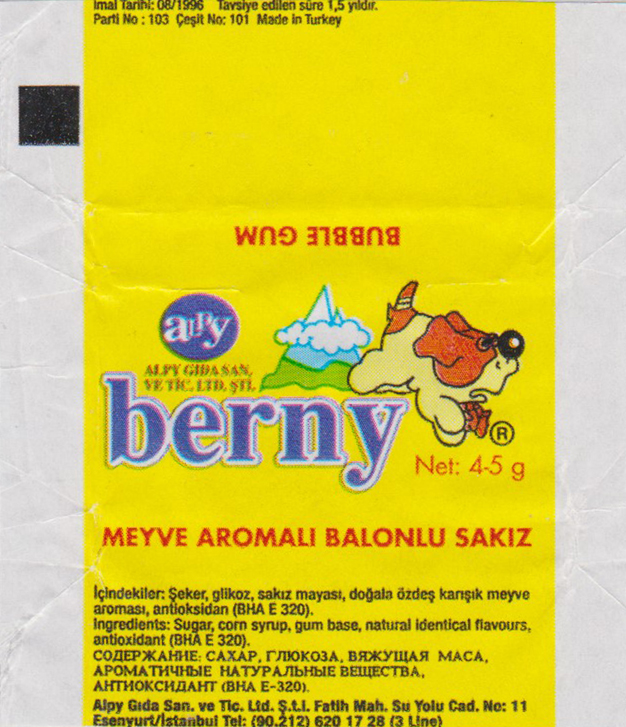 İmal Tarihi: 08/1996 Tavsiye edilen süre 1,5 yıldır.
Parti No : 103 Çeşit No: 101 Made in Turkey
BUBBLE GUM
alpy
ALPY GIDA SAN.
VE TİC. LTD. ŞTİ.
berny
®
Net: 4-5 g
MEYVE AROMALI BALONLU SAKIZ
İçindekiler: Şeker, glikoz, sakız mayası, doğala özdeş karışık meyve
aroması, antioksidan (BHA E 320).
Ingredients: Sugar, corn syrup, gum base, natural identical flavours,
antioxidant (BHA E 320).
СОДЕРЖАНИЕ: САХАР, ГЛЮКОЗА, ВЯЖУЩАЯ МАСА,
АРОМАТИЧНЫЕ НАТУРАЛЬНЫЕ ВЕЩЕСТВА,
АНТИОКСИДАНТ (BHA E-320).
Alpy Gıda San. ve Tic. Ltd. Ş.t.i. Fatih Mah. Su Yolu Cad. No: 11
Esenyurt/İstanbul Tel: (90.212) 620 17 28 (3 Line)